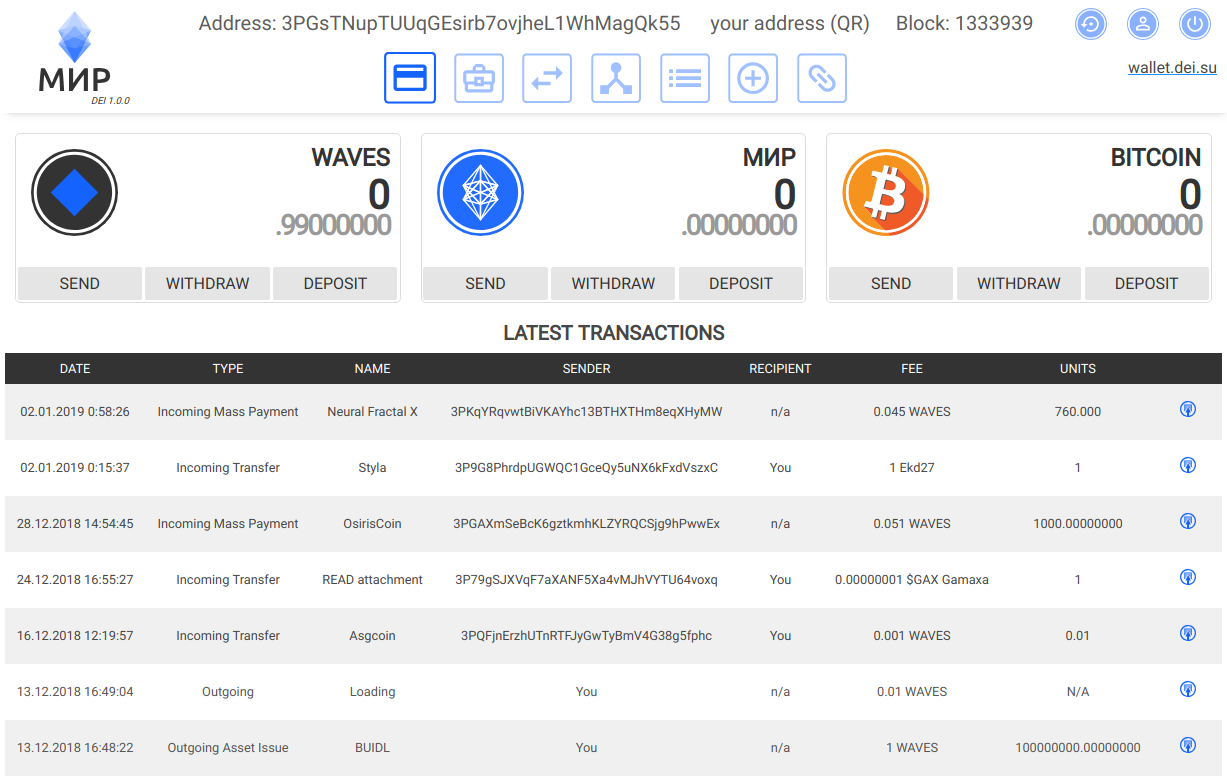 Address: 3PGsTNupTUUqGEsirb7ovjheL1WhMagQk55 your address (QR) Block: 1333939
МИР
DEI 1.0.0
wallet.dei.su
WAVES
0
.99000000
SEND WITHDRAW DEPOSIT
МИР
0
.00000000
SEND WITHDRAW DEPOSIT
BITCOIN
0
.00000000
SEND WITHDRAW DEPOSIT
LATEST TRANSACTIONS
DATE TYPE NAME SENDER RECIPIENT FEE UNITS
02.01.2019 0:58:26 Incoming Mass Payment Neural Fractal X 3PKqYRqvwtBiVKAYhc13BTHXTHm8eqXHyMW n/a 0.045 WAVES 760.000
02.01.2019 0:15:37 Incoming Transfer Styla 3P9G8PhrdpUGWQC1GceQy5uNX6kFxdVszxC You 1 Ekd27 1
28.12.2018 14:54:45 Incoming Mass Payment OsirisCoin 3PGAXmSeBcK6gztkmhKLZYRQCSjg9hPwwEx n/a 0.051 WAVES 1000.00000000
24.12.2018 16:55:27 Incoming Transfer READ attachment 3P79gSJXVqF7aXANF5Xa4vMJhVYTU64voxq You 0.00000001 $GAX Gamaxa 1
16.12.2018 12:19:57 Incoming Transfer Asgcoin 3PQFjnErzhUTnRTFJyGwTyBmV4G38g5fphc You 0.001 WAVES 0.01
13.12.2018 16:49:04 Outgoing Loading You n/a 0.01 WAVES N/A
13.12.2018 16:48:22 Outgoing Asset Issue BUIDL You n/a 1 WAVES 100000000.00000000